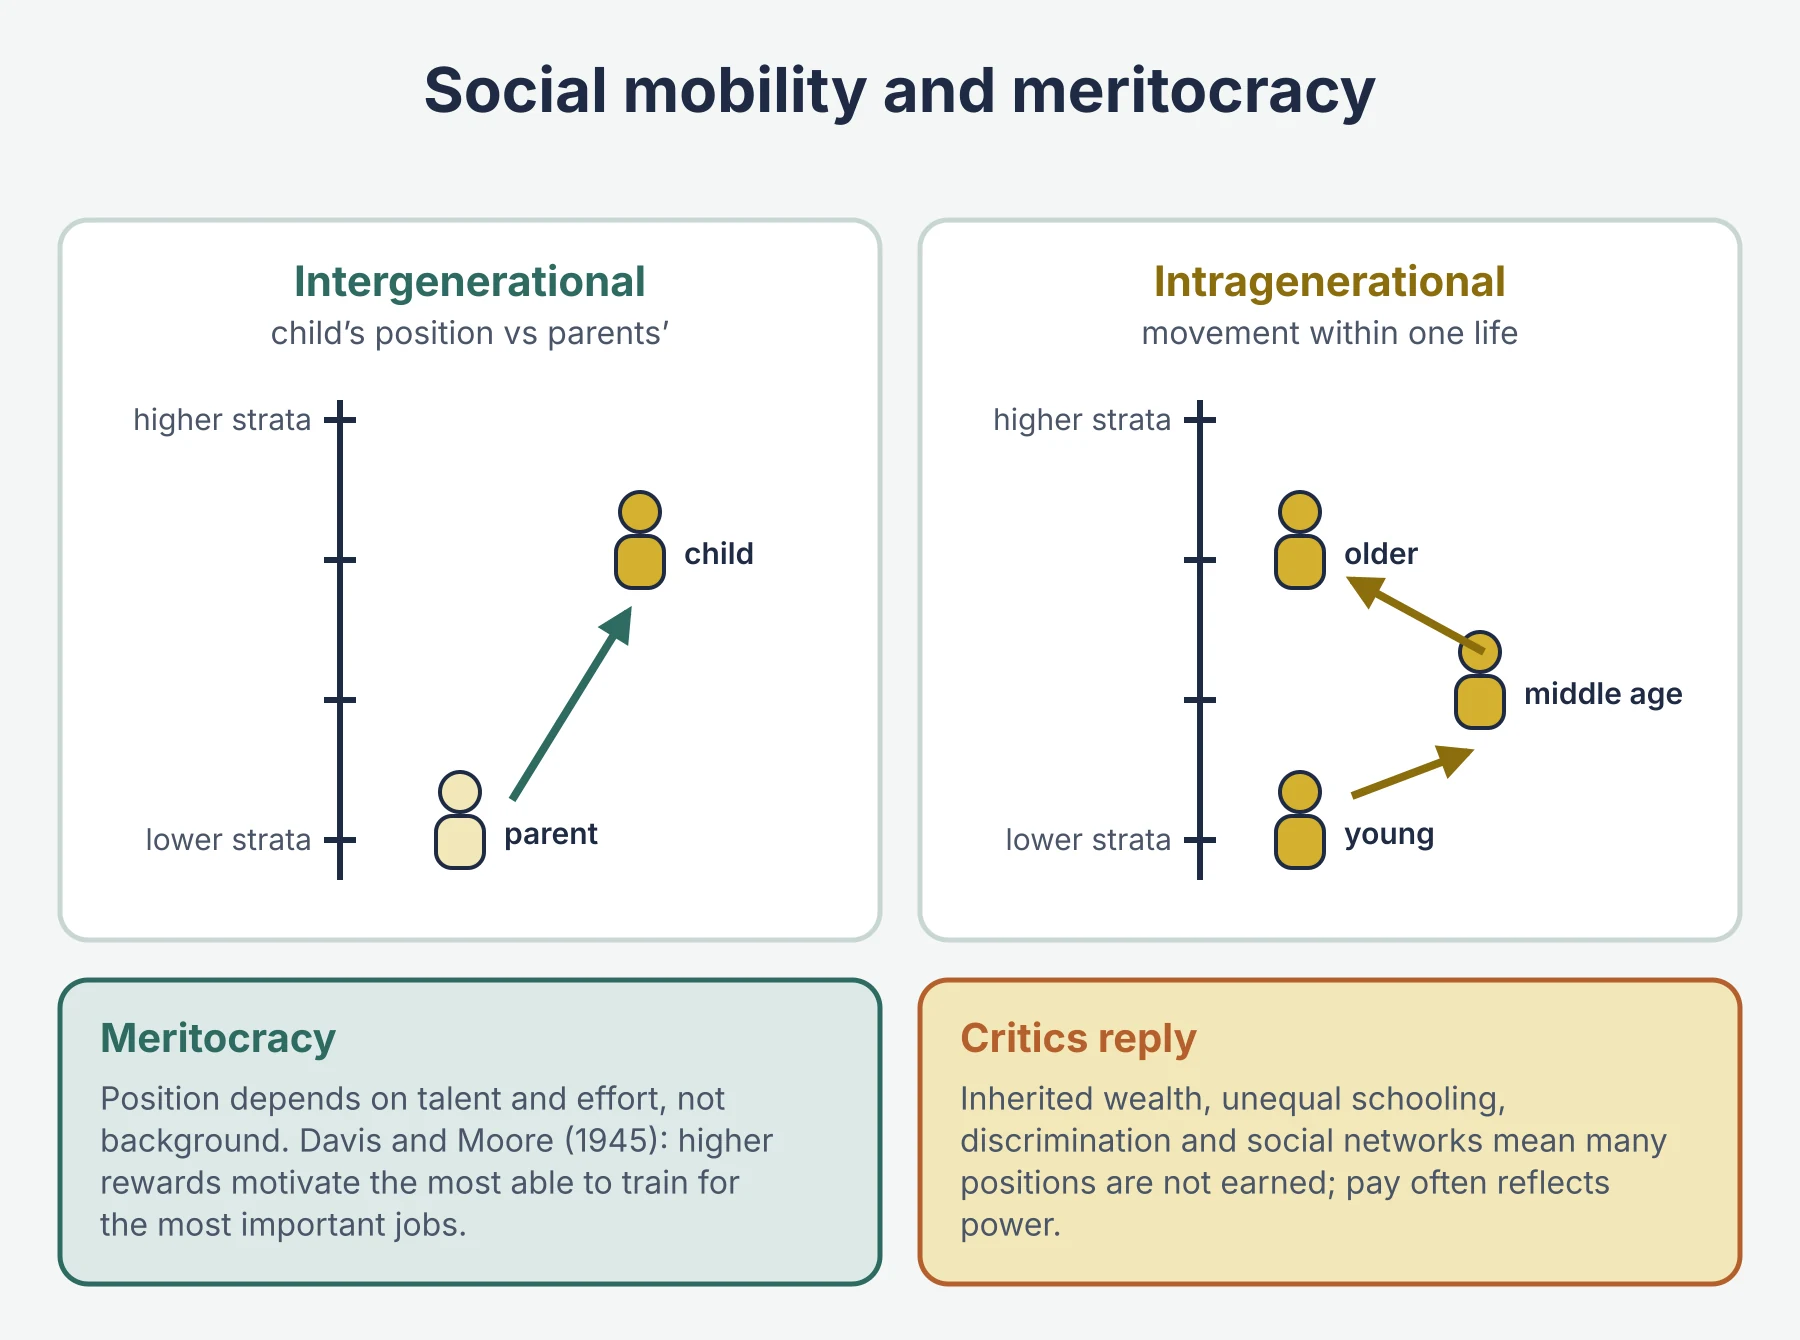 Social mobility and meritocracy
Intergenerational
child’s position vs parents’
higher strata
child
parent
lower strata
Intragenerational
movement within one life
higher strata
older
middle age
young
lower strata
Meritocracy
Position depends on talent and effort, not
background. Davis and Moore (1945): higher
rewards motivate the most able to train for
the most important jobs.
Critics reply
Inherited wealth, unequal schooling,
discrimination and social networks mean many
positions are not earned; pay often reflects
power.